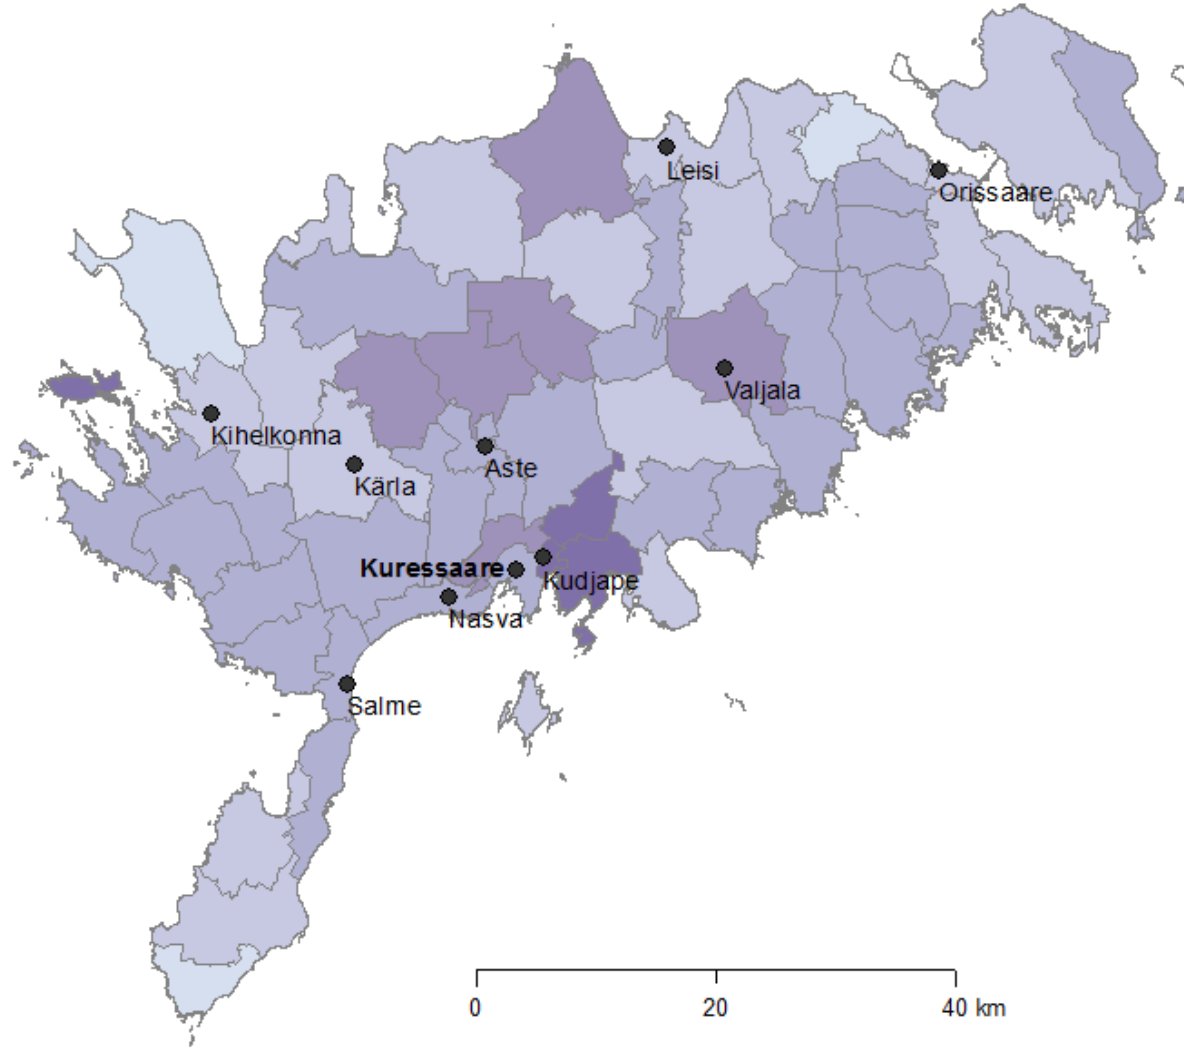 Leisi
Orissaare
Valjala
Kihelkonna
Aste
Kärla
Kuressaare
Kudjape
Nasva
Salme
0 20 40 km